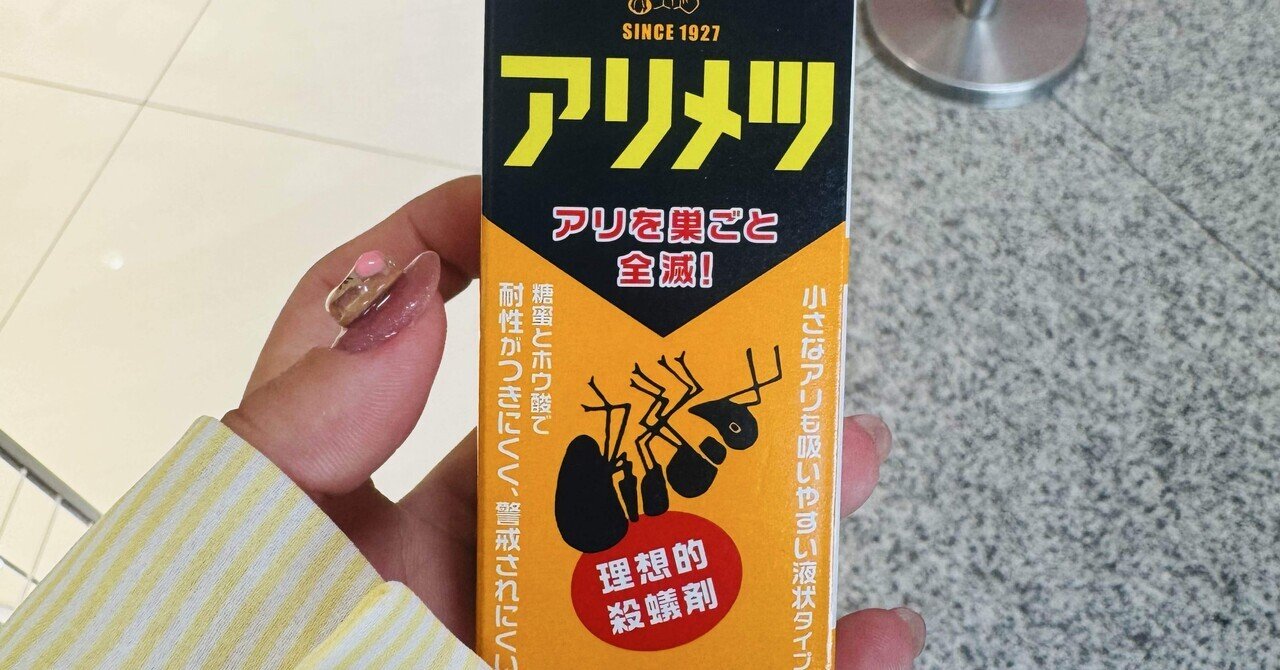 SINCE 1927
アリメツ
アリを巣ごと
全滅!
小さなアリも吸いやすい液状タイプ
糖蜜とホウ酸で
耐性がつきにくく、警戒されにくい
理想的
殺蟻剤